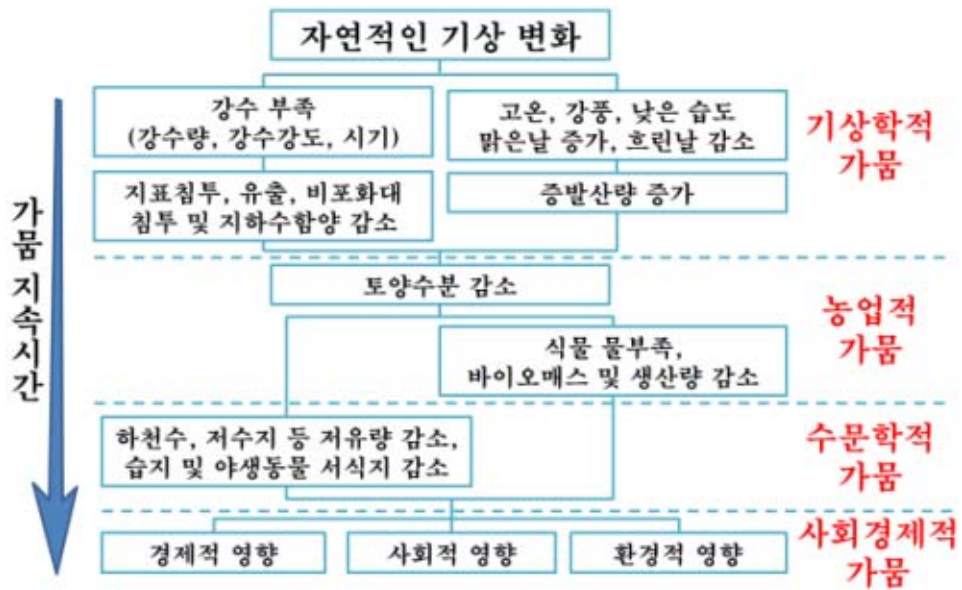 자연적인 기상 변화
강수 부족
(강수량, 강수강도, 시기)
고온, 강풍, 낮은 습도
맑은날 증가, 흐린날 감소
기상학적
가뭄
지표침투, 유출, 비포화대
침투 및 지하수함양 감소
증발산량 증가
가뭄 지속시간
토양수분 감소
농업적
가뭄
식물 물부족,
바이오매스 및 생산량 감소
하천수, 저수지 등 저유량 감소,
습지 및 야생동물 서식지 감소
수문학적
가뭄
경제적 영향
사회적 영향
환경적 영향
사회경제적
가뭄